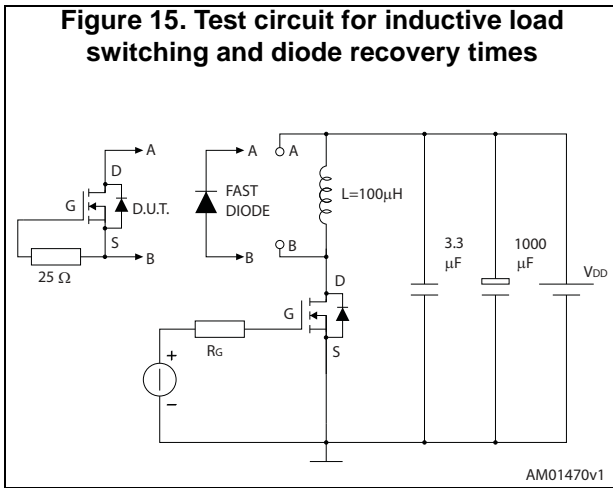 Figure 15. Test circuit for inductive load
switching and diode recovery times
A
D
G
D.U.T.
S
B
25 Ω
A
FAST
DIODE
B
A
L=100μH
B
D
G
S
RG
+
−
3.3
μF
1000
μF
VDD
AM01470v1